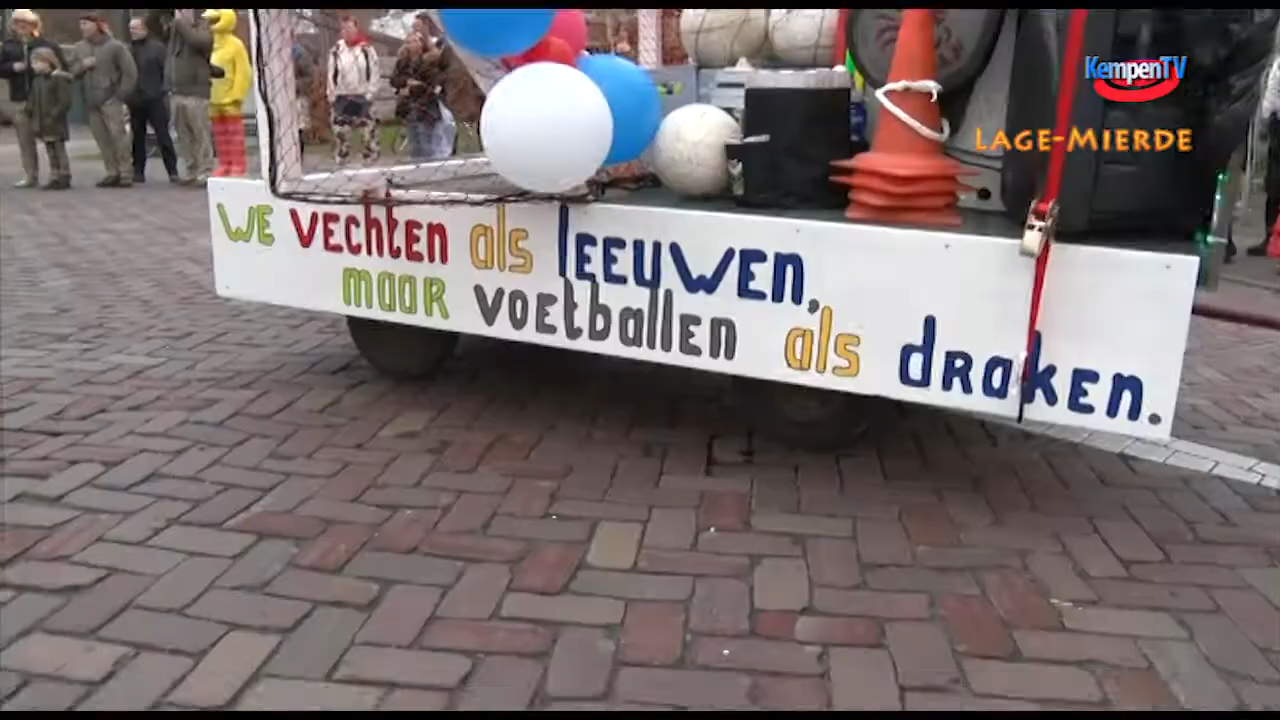 KempenTV
LAGE-MIERDE
WE VECHTEN als lEEUWEN,
maar voetballen als draken.